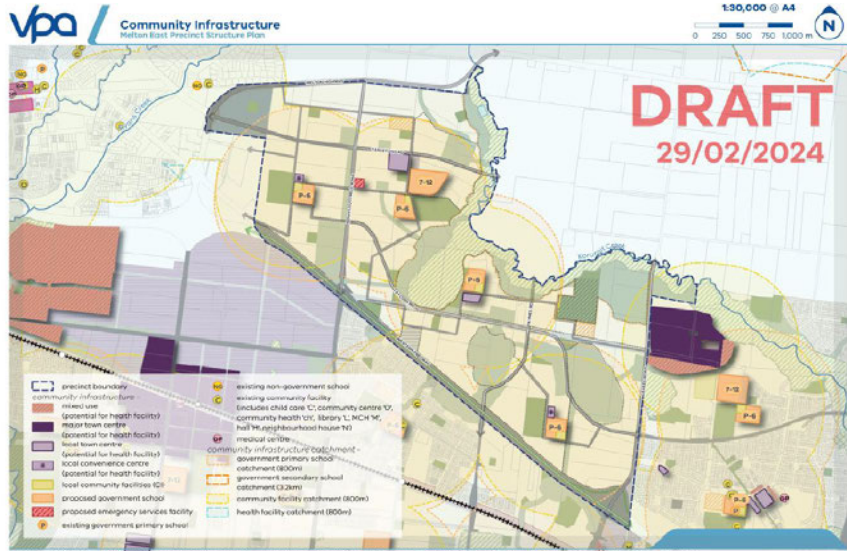 vpa
Community Infrastructure
Melton East Precinct Structure Plan
1:30,000 @ A4
0 250 500 750 1,000 m
N
DRAFT
29/02/2024
7-12
P-6
P-6
P-6
P-6
7-12
P-6
precinct boundary
community infrastructure -
mixed use
(potential for health facility)
major town centre
(potential for health facility)
local town centre
(potential for health facility)
local convenience centre
(potential for health facility)
local community facilities (CI)
proposed government school
proposed emergency services facility
existing government primary school
existing non-government school
existing community facility
(includes child care 'C', community centre 'O',
community health 'ch', library 'L', MCH 'M',
hall 'H', neighbourhood house 'N')
medical centre
community infrastructure catchment -
government primary school
catchment (800m)
government secondary school
catchment (3.2km)
community facility catchment (800m)
health facility catchment (800m)